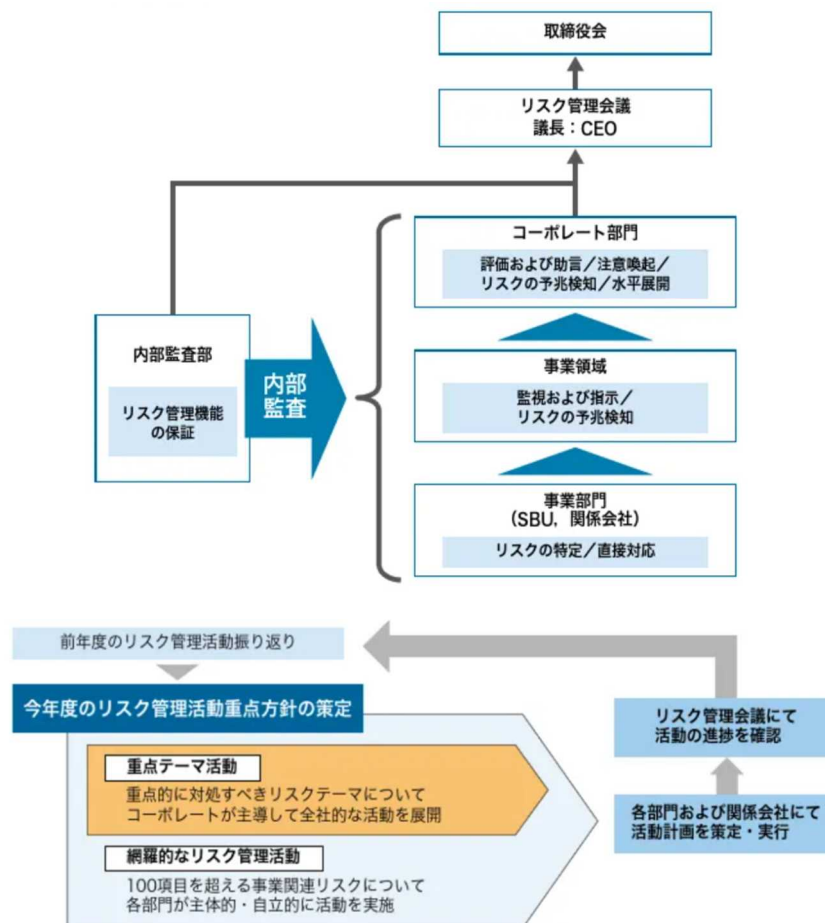 取締役会
リスク管理会議
議長：CEO
コーポレート部門
評価および助言／注意喚起／
リスクの予兆検知／水平展開
内部監査部
リスク管理機能
の保証
内部
監査
事業領域
監視および指示／
リスクの予兆検知
事業部門
（SBU，関係会社）
リスクの特定／直接対応
前年度のリスク管理活動振り返り
今年度のリスク管理活動重点方針の策定
重点テーマ活動
重点的に対処すべきリスクテーマについて
コーポレートが主導して全社的な活動を展開
網羅的なリスク管理活動
100項目を超える事業関連リスクについて
各部門が主体的・自立的に活動を実施
リスク管理会議にて
活動の進捗を確認
各部門および関係会社にて
活動計画を策定・実行